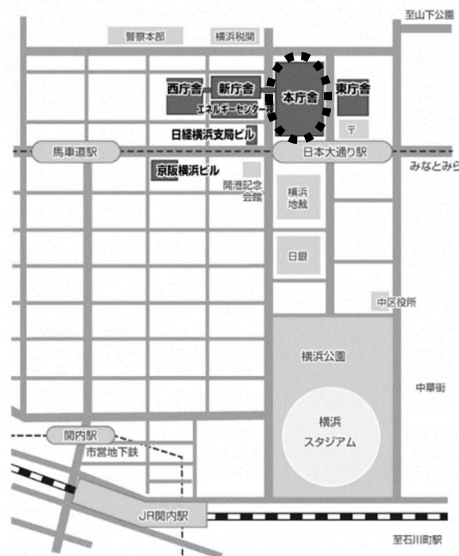 至山下公園
警察本部
横浜税関
西庁舎
新庁舎
本庁舎
東庁舎
エネルギーセンター
日経横浜支局ビル
〒
馬車道駅
日本大通り駅
みなとみら
京阪横浜ビル
開港記念
会館
横浜
地裁
日銀
中区役所
横浜公園
中華街
横浜
スタジアム
関内駅
市営地下鉄
JR関内駅
至石川町駅